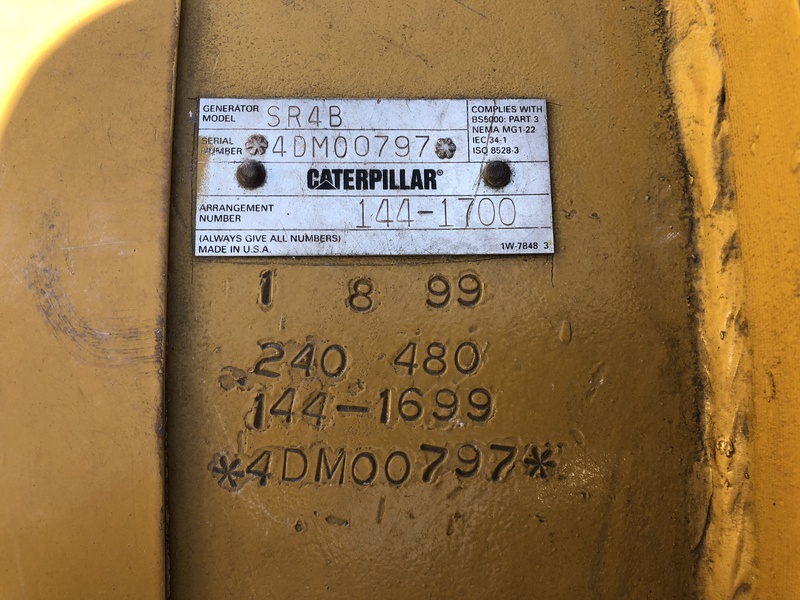 GENERATOR MODEL SR4B
SERIAL NUMBER *4DM00797*
COMPLIES WITH
BS5000: PART 3
NEMA MG1-22
IEC 34-1
ISO 8528-3
CATERPILLAR®
ARRANGEMENT NUMBER 144-1700
(ALWAYS GIVE ALL NUMBERS)
MADE IN U.S.A.
1W-7848 3
1 8 99
240 480
144-1699
*4DM00797*